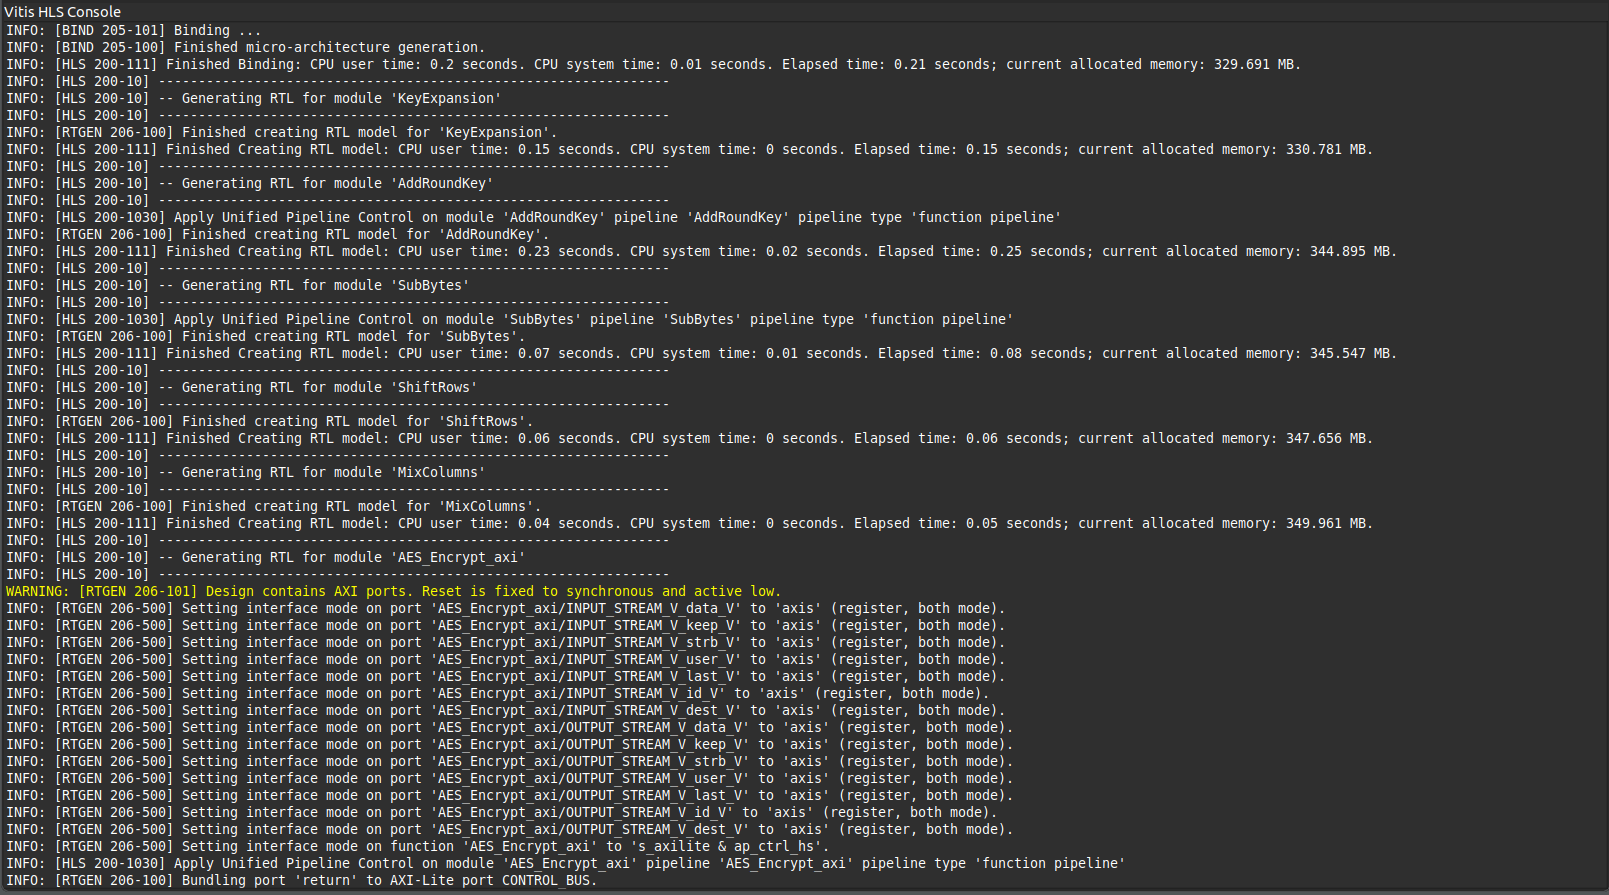 Vitis HLS Console
INFO: [BIND 205-101] Binding ...
INFO: [BIND 205-100] Finished micro-architecture generation.
INFO: [HLS 200-111] Finished Binding: CPU user time: 0.2 seconds. CPU system time: 0.01 seconds. Elapsed time: 0.21 seconds; current allocated memory: 329.691 MB.
INFO: [HLS 200-10] ----------------------------------------------------------------
INFO: [HLS 200-10] -- Generating RTL for module 'KeyExpansion'
INFO: [HLS 200-10] ----------------------------------------------------------------
INFO: [RTGEN 206-100] Finished creating RTL model for 'KeyExpansion'.
INFO: [HLS 200-111] Finished Creating RTL model: CPU user time: 0.15 seconds. CPU system time: 0 seconds. Elapsed time: 0.15 seconds; current allocated memory: 330.781 MB.
INFO: [HLS 200-10] ----------------------------------------------------------------
INFO: [HLS 200-10] -- Generating RTL for module 'AddRoundKey'
INFO: [HLS 200-10] ----------------------------------------------------------------
INFO: [HLS 200-1030] Apply Unified Pipeline Control on module 'AddRoundKey' pipeline 'AddRoundKey' pipeline type 'function pipeline'
INFO: [RTGEN 206-100] Finished creating RTL model for 'AddRoundKey'.
INFO: [HLS 200-111] Finished Creating RTL model: CPU user time: 0.23 seconds. CPU system time: 0.02 seconds. Elapsed time: 0.25 seconds; current allocated memory: 344.895 MB.
INFO: [HLS 200-10] ----------------------------------------------------------------
INFO: [HLS 200-10] -- Generating RTL for module 'SubBytes'
INFO: [HLS 200-10] ----------------------------------------------------------------
INFO: [HLS 200-1030] Apply Unified Pipeline Control on module 'SubBytes' pipeline 'SubBytes' pipeline type 'function pipeline'
INFO: [RTGEN 206-100] Finished creating RTL model for 'SubBytes'.
INFO: [HLS 200-111] Finished Creating RTL model: CPU user time: 0.07 seconds. CPU system time: 0.01 seconds. Elapsed time: 0.08 seconds; current allocated memory: 345.547 MB.
INFO: [HLS 200-10] ----------------------------------------------------------------
INFO: [HLS 200-10] -- Generating RTL for module 'ShiftRows'
INFO: [HLS 200-10] ----------------------------------------------------------------
INFO: [RTGEN 206-100] Finished creating RTL model for 'ShiftRows'.
INFO: [HLS 200-111] Finished Creating RTL model: CPU user time: 0.06 seconds. CPU system time: 0 seconds. Elapsed time: 0.06 seconds; current allocated memory: 347.656 MB.
INFO: [HLS 200-10] ----------------------------------------------------------------
INFO: [HLS 200-10] -- Generating RTL for module 'MixColumns'
INFO: [HLS 200-10] ----------------------------------------------------------------
INFO: [RTGEN 206-100] Finished creating RTL model for 'MixColumns'.
INFO: [HLS 200-111] Finished Creating RTL model: CPU user time: 0.04 seconds. CPU system time: 0 seconds. Elapsed time: 0.05 seconds; current allocated memory: 349.961 MB.
INFO: [HLS 200-10] ----------------------------------------------------------------
INFO: [HLS 200-10] -- Generating RTL for module 'AES_Encrypt_axi'
INFO: [HLS 200-10] ----------------------------------------------------------------
WARNING: [RTGEN 206-101] Design contains AXI ports. Reset is fixed to synchronous and active low.
INFO: [RTGEN 206-500] Setting interface mode on port 'AES_Encrypt_axi/INPUT_STREAM_V_data_V' to 'axis' (register, both mode).
INFO: [RTGEN 206-500] Setting interface mode on port 'AES_Encrypt_axi/INPUT_STREAM_V_keep_V' to 'axis' (register, both mode).
INFO: [RTGEN 206-500] Setting interface mode on port 'AES_Encrypt_axi/INPUT_STREAM_V_strb_V' to 'axis' (register, both mode).
INFO: [RTGEN 206-500] Setting interface mode on port 'AES_Encrypt_axi/INPUT_STREAM_V_user_V' to 'axis' (register, both mode).
INFO: [RTGEN 206-500] Setting interface mode on port 'AES_Encrypt_axi/INPUT_STREAM_V_last_V' to 'axis' (register, both mode).
INFO: [RTGEN 206-500] Setting interface mode on port 'AES_Encrypt_axi/INPUT_STREAM_V_id_V' to 'axis' (register, both mode).
INFO: [RTGEN 206-500] Setting interface mode on port 'AES_Encrypt_axi/INPUT_STREAM_V_dest_V' to 'axis' (register, both mode).
INFO: [RTGEN 206-500] Setting interface mode on port 'AES_Encrypt_axi/OUTPUT_STREAM_V_data_V' to 'axis' (register, both mode).
INFO: [RTGEN 206-500] Setting interface mode on port 'AES_Encrypt_axi/OUTPUT_STREAM_V_keep_V' to 'axis' (register, both mode).
INFO: [RTGEN 206-500] Setting interface mode on port 'AES_Encrypt_axi/OUTPUT_STREAM_V_strb_V' to 'axis' (register, both mode).
INFO: [RTGEN 206-500] Setting interface mode on port 'AES_Encrypt_axi/OUTPUT_STREAM_V_user_V' to 'axis' (register, both mode).
INFO: [RTGEN 206-500] Setting interface mode on port 'AES_Encrypt_axi/OUTPUT_STREAM_V_last_V' to 'axis' (register, both mode).
INFO: [RTGEN 206-500] Setting interface mode on port 'AES_Encrypt_axi/OUTPUT_STREAM_V_id_V' to 'axis' (register, both mode).
INFO: [RTGEN 206-500] Setting interface mode on port 'AES_Encrypt_axi/OUTPUT_STREAM_V_dest_V' to 'axis' (register, both mode).
INFO: [RTGEN 206-500] Setting interface mode on function 'AES_Encrypt_axi' to 's_axilite & ap_ctrl_hs'.
INFO: [HLS 200-1030] Apply Unified Pipeline Control on module 'AES_Encrypt_axi' pipeline 'AES_Encrypt_axi' pipeline type 'function pipeline'
INFO: [RTGEN 206-100] Bundling port 'return' to AXI-Lite port CONTROL_BUS.